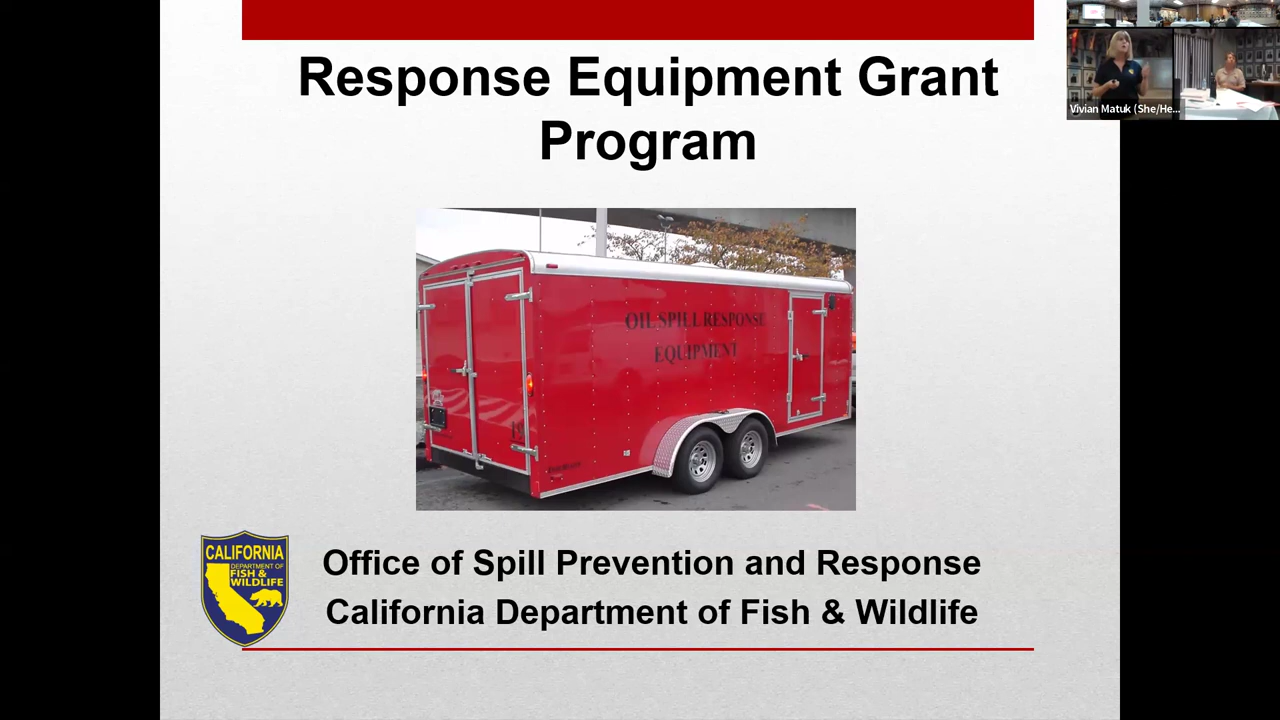 Response Equipment Grant
Program
Vivian Matuk (She/He...
OIL SPILL RESPONSE
EQUIPMENT
CALIFORNIA
DEPARTMENT OF
FISH &
WILDLIFE
Office of Spill Prevention and Response
California Department of Fish & Wildlife